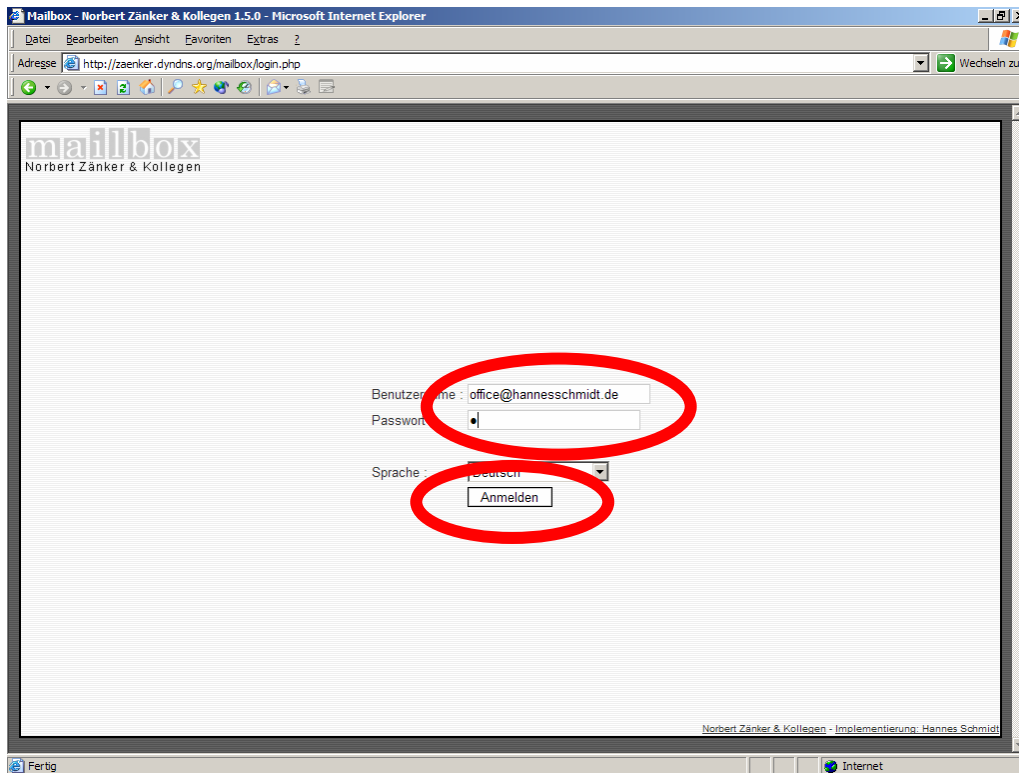 Mailbox - Norbert Zänker & Kollegen 1.5.0 - Microsoft Internet Explorer
Datei Bearbeiten Ansicht Favoriten Extras ?
Adresse http://zaenker.dyndns.org/mailbox/login.php Wechseln zu
mailbox
Norbert Zänker & Kollegen
Benutzername : office@hannesschmidt.de
Passwort
Sprache : Deutsch
Anmelden
Norbert Zänker & Kollegen - Implementierung: Hannes Schmidt
Fertig Internet